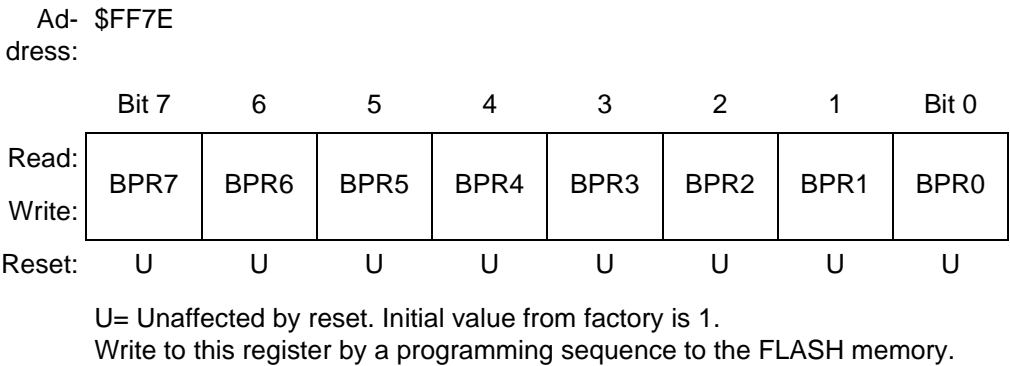 Ad- $FF7E
dress:
Bit 7 6 5 4 3 2 1 Bit 0
Read:
BPR7 BPR6 BPR5 BPR4 BPR3 BPR2 BPR1 BPR0
Write:
Reset: U U U U U U U U
U= Unaffected by reset. Initial value from factory is 1.
Write to this register by a programming sequence to the FLASH memory.